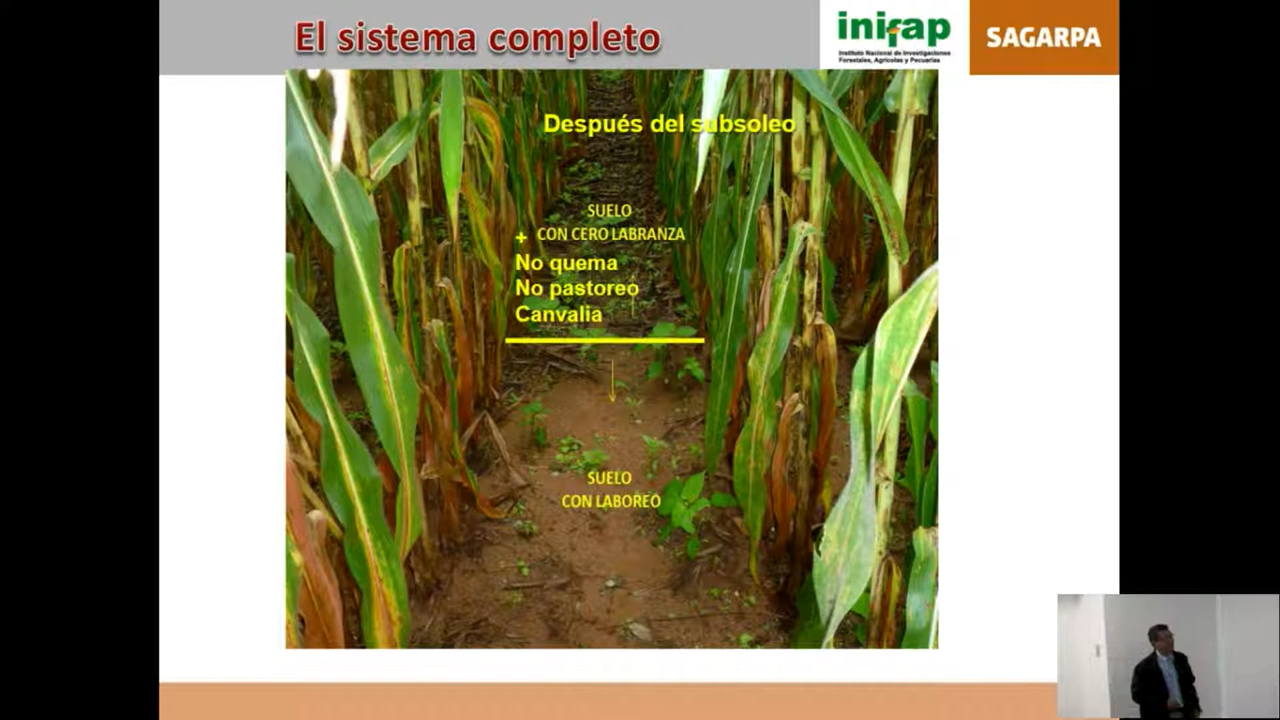 El sistema completo
inifap
Instituto Nacional de Investigaciones
Forestales, Agrícolas y Pecuarias
SAGARPA
Después del subsoleo
SUELO
+ CON CERO LABRANZA
No quema
No pastoreo
Canvalia
SUELO
CON LABOREO